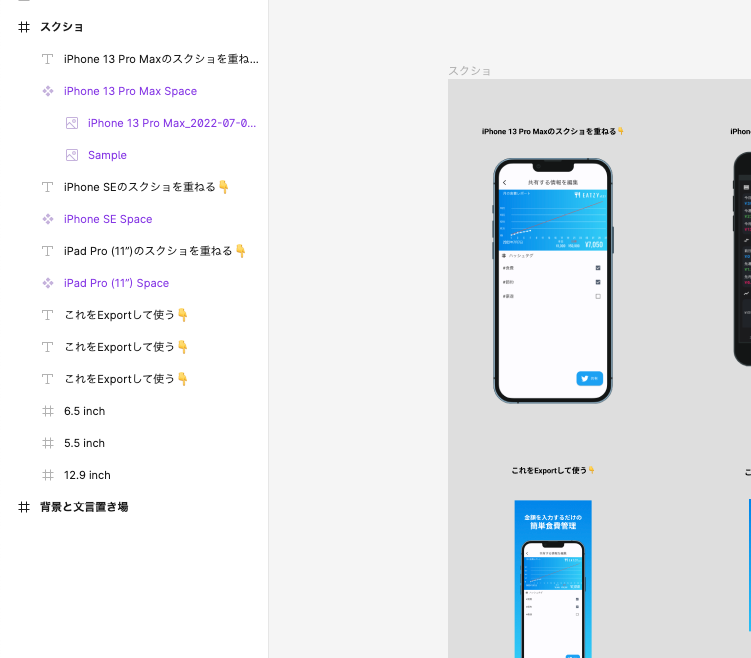 スクショ
iPhone 13 Pro Maxのスクショを重ね...
iPhone 13 Pro Max Space
iPhone 13 Pro Max_2022-07-0...
Sample
iPhone SEのスクショを重ねる👇
iPhone SE Space
iPad Pro (11”)のスクショを重ねる👇
iPad Pro (11”) Space
これをExportして使う👇
これをExportして使う👇
これをExportして使う👇
6.5 inch
5.5 inch
12.9 inch
背景と文言置き場
スクショ
iPhone 13 Pro Maxのスクショを重ねる👇
iPhon
共有する情報を編集
EATZY
¥7,050
ハッシュタグ
#食費
#節約
共有
これをExportして使う👇
こ
金額を入力するだけの
簡単食費管理
共有する情報を編集